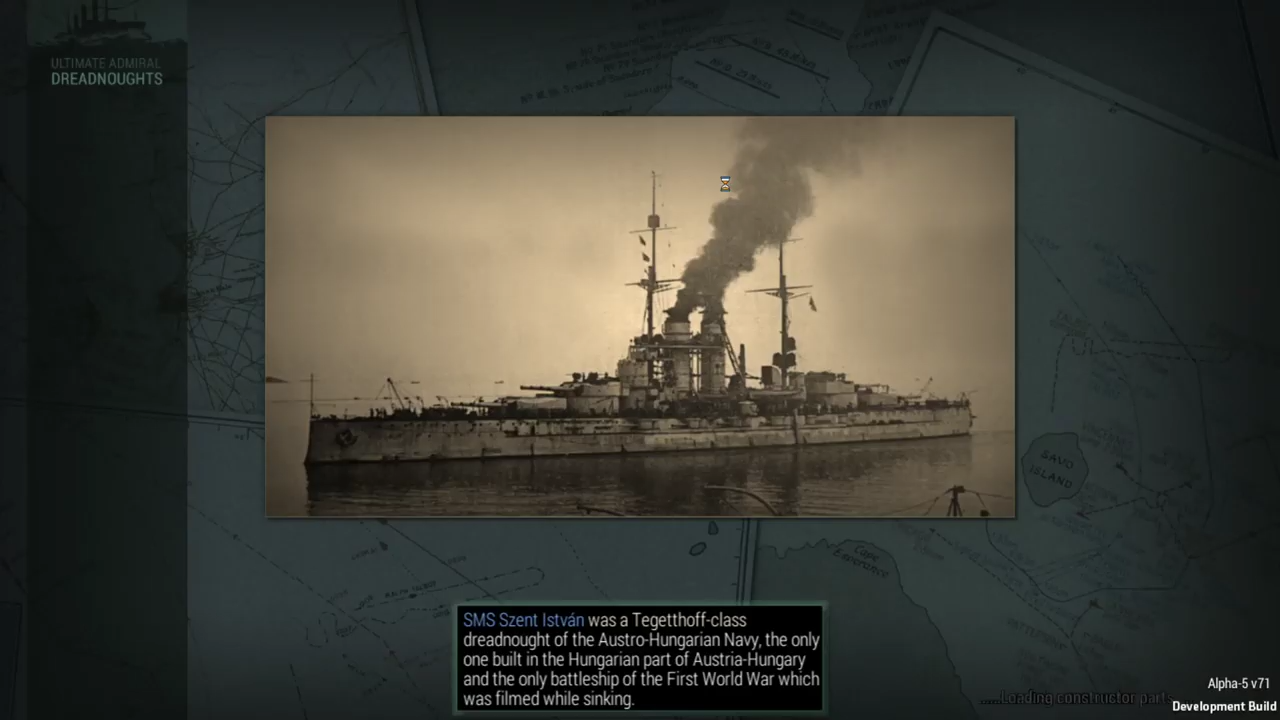 ULTIMATE ADMIRAL
DREADNOUGHTS
SAVO
ISLAND
Cape
Esperance
SMS Szent István was a Tegetthoff-class
dreadnought of the Austro-Hungarian Navy, the only
one built in the Hungarian part of Austria-Hungary
and the only battleship of the First World War which
was filmed while sinking.
Alpha-5 v71
.....Loading constructor parts
Development Build